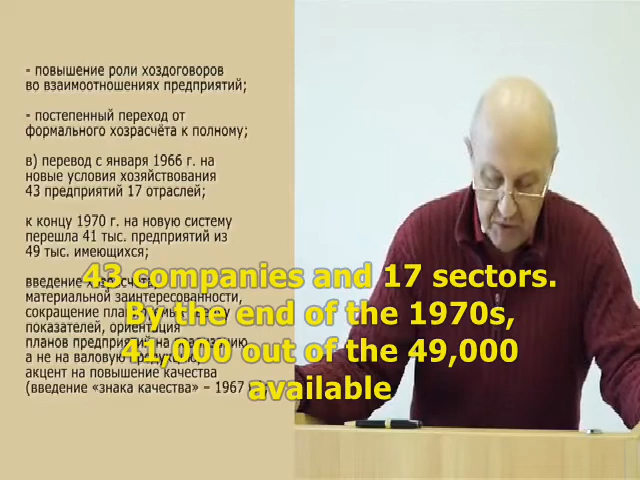 - повышение роли хоздоговоров
во взаимоотношениях предприятий;
- постепенный переход от
формального хозрасчёта к полному;
в) перевод с января 1966 г. на
новые условия хозяйствования
43 предприятий 17 отраслей;
к концу 1970 г. на новую систему
перешла 41 тыс. предприятий из
49 тыс. имеющихся;
введение
материальной заинтересованности,
сокращение
показателей, ориентация
планов предприятий на
а не на валовую
акцент на повышение качества
(введение «знака качества» – 1967
43 companies and 17 sectors.
By the end of the 1970s,
41,000 out of the 49,000
available